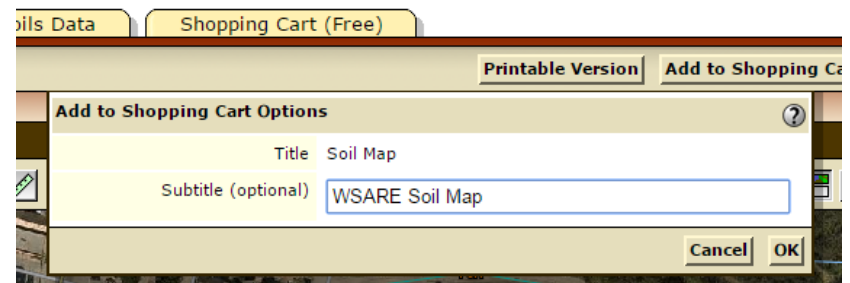 oils Data
Shopping Cart (Free)
Printable Version
Add to Shopping Ca
Add to Shopping Cart Options
?
Title Soil Map
Subtitle (optional) WSARE Soil Map
Cancel OK